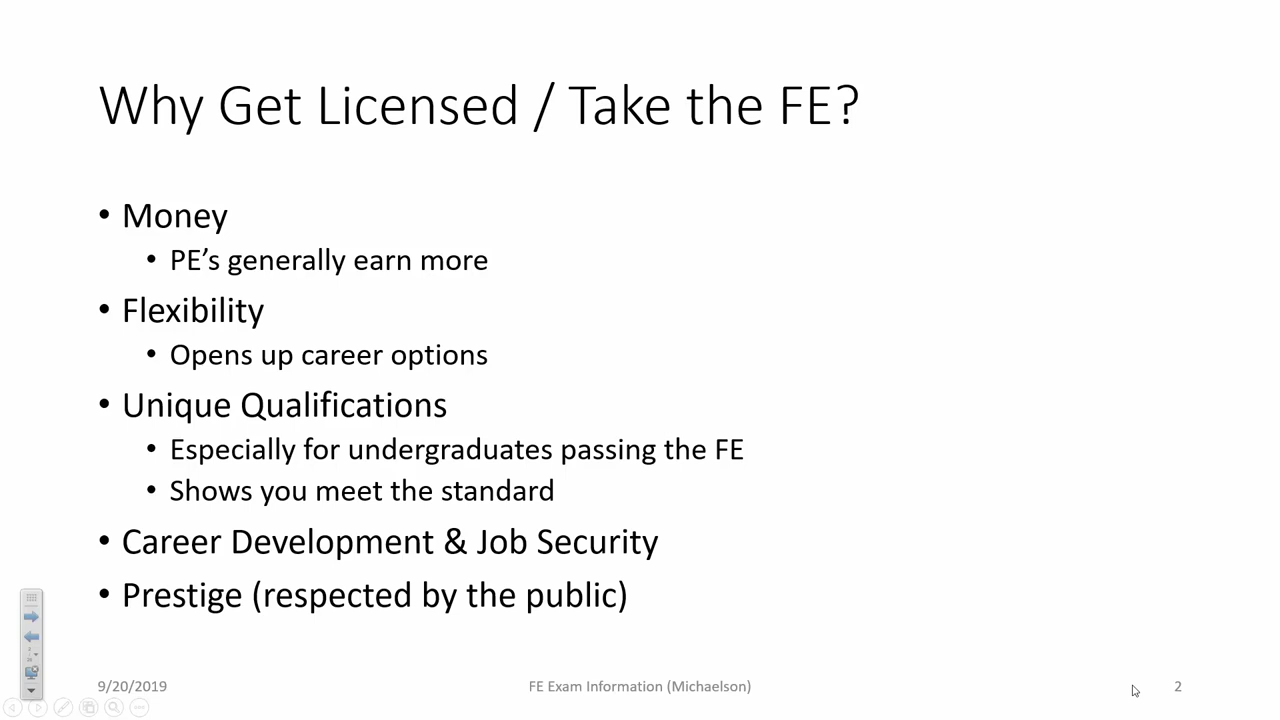 Why Get Licensed / Take the FE?
• Money
• PE’s generally earn more
• Flexibility
• Opens up career options
• Unique Qualifications
• Especially for undergraduates passing the FE
• Shows you meet the standard
• Career Development & Job Security
• Prestige (respected by the public)
9/20/2019
FE Exam Information (Michaelson)
2